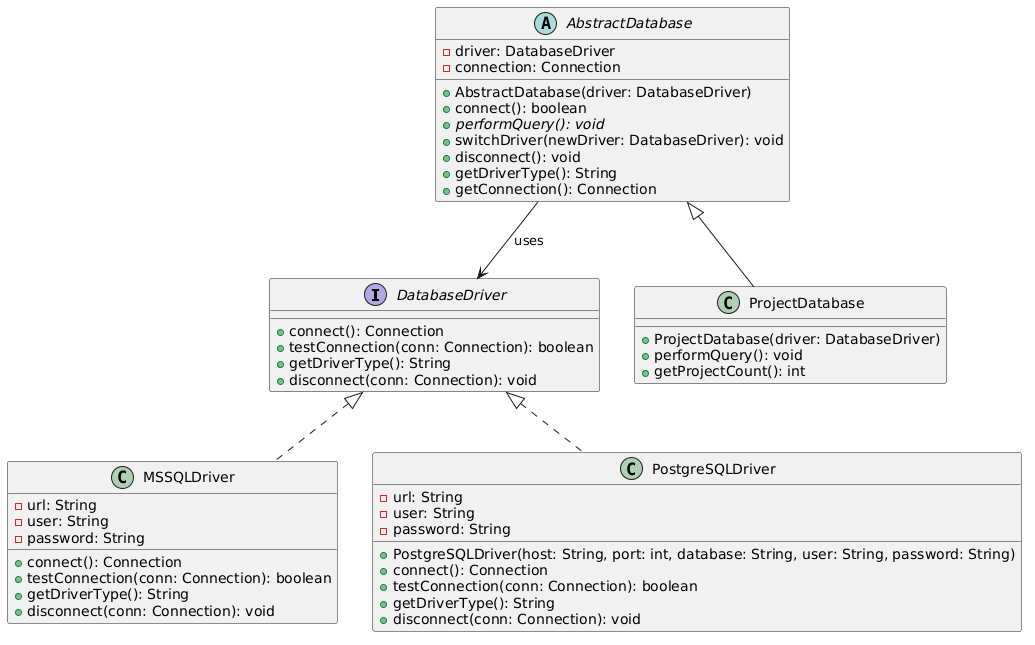 A AbstractDatabase
driver: DatabaseDriver
connection: Connection
AbstractDatabase(driver: DatabaseDriver)
connect(): boolean
performQuery(): void
switchDriver(newDriver: DatabaseDriver): void
disconnect(): void
getDriverType(): String
getConnection(): Connection
uses
I DatabaseDriver
connect(): Connection
testConnection(conn: Connection): boolean
getDriverType(): String
disconnect(conn: Connection): void
C ProjectDatabase
ProjectDatabase(driver: DatabaseDriver)
performQuery(): void
getProjectCount(): int
C MSSQLDriver
url: String
user: String
password: String
connect(): Connection
testConnection(conn: Connection): boolean
getDriverType(): String
disconnect(conn: Connection): void
C PostgreSQLDriver
url: String
user: String
password: String
PostgreSQLDriver(host: String, port: int, database: String, user: String, password: String)
connect(): Connection
testConnection(conn: Connection): boolean
getDriverType(): String
disconnect(conn: Connection): void